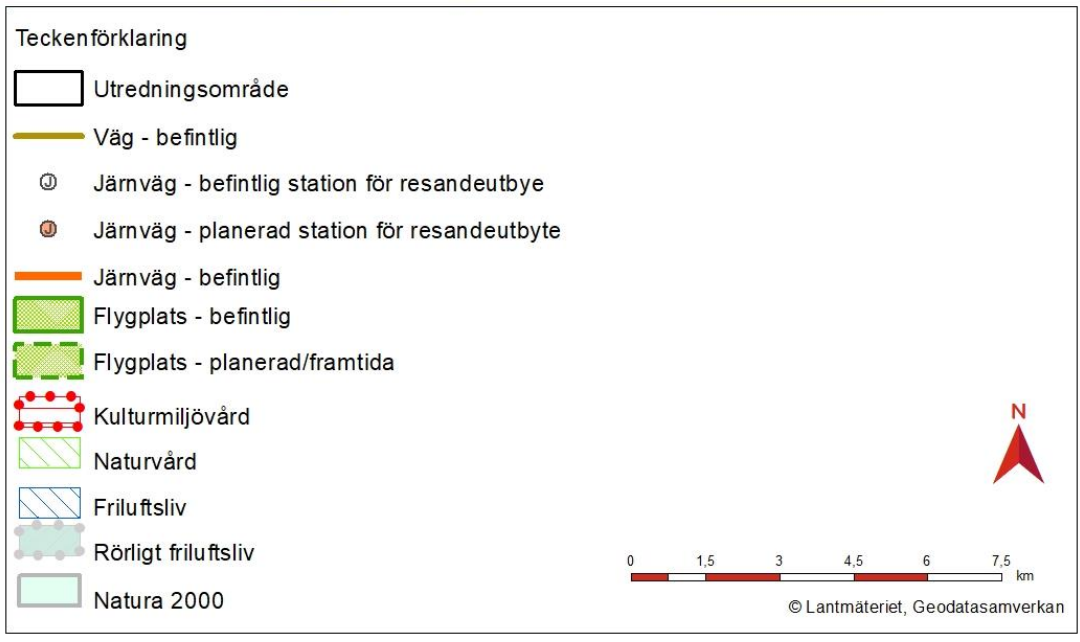 Teckenförklaring
Utredningsområde
Väg - befintlig
J Järnväg - befintlig station för resandeutbye
J Järnväg - planerad station för resandeutbyte
Järnväg - befintlig
Flygplats - befintlig
Flygplats - planerad/framtida
Kulturmiljövård
Naturvård
Friluftsliv
Rörligt friluftsliv
Natura 2000
N
0 1,5 3 4,5 6 7,5
km
© Lantmäteriet, Geodatasamverkan